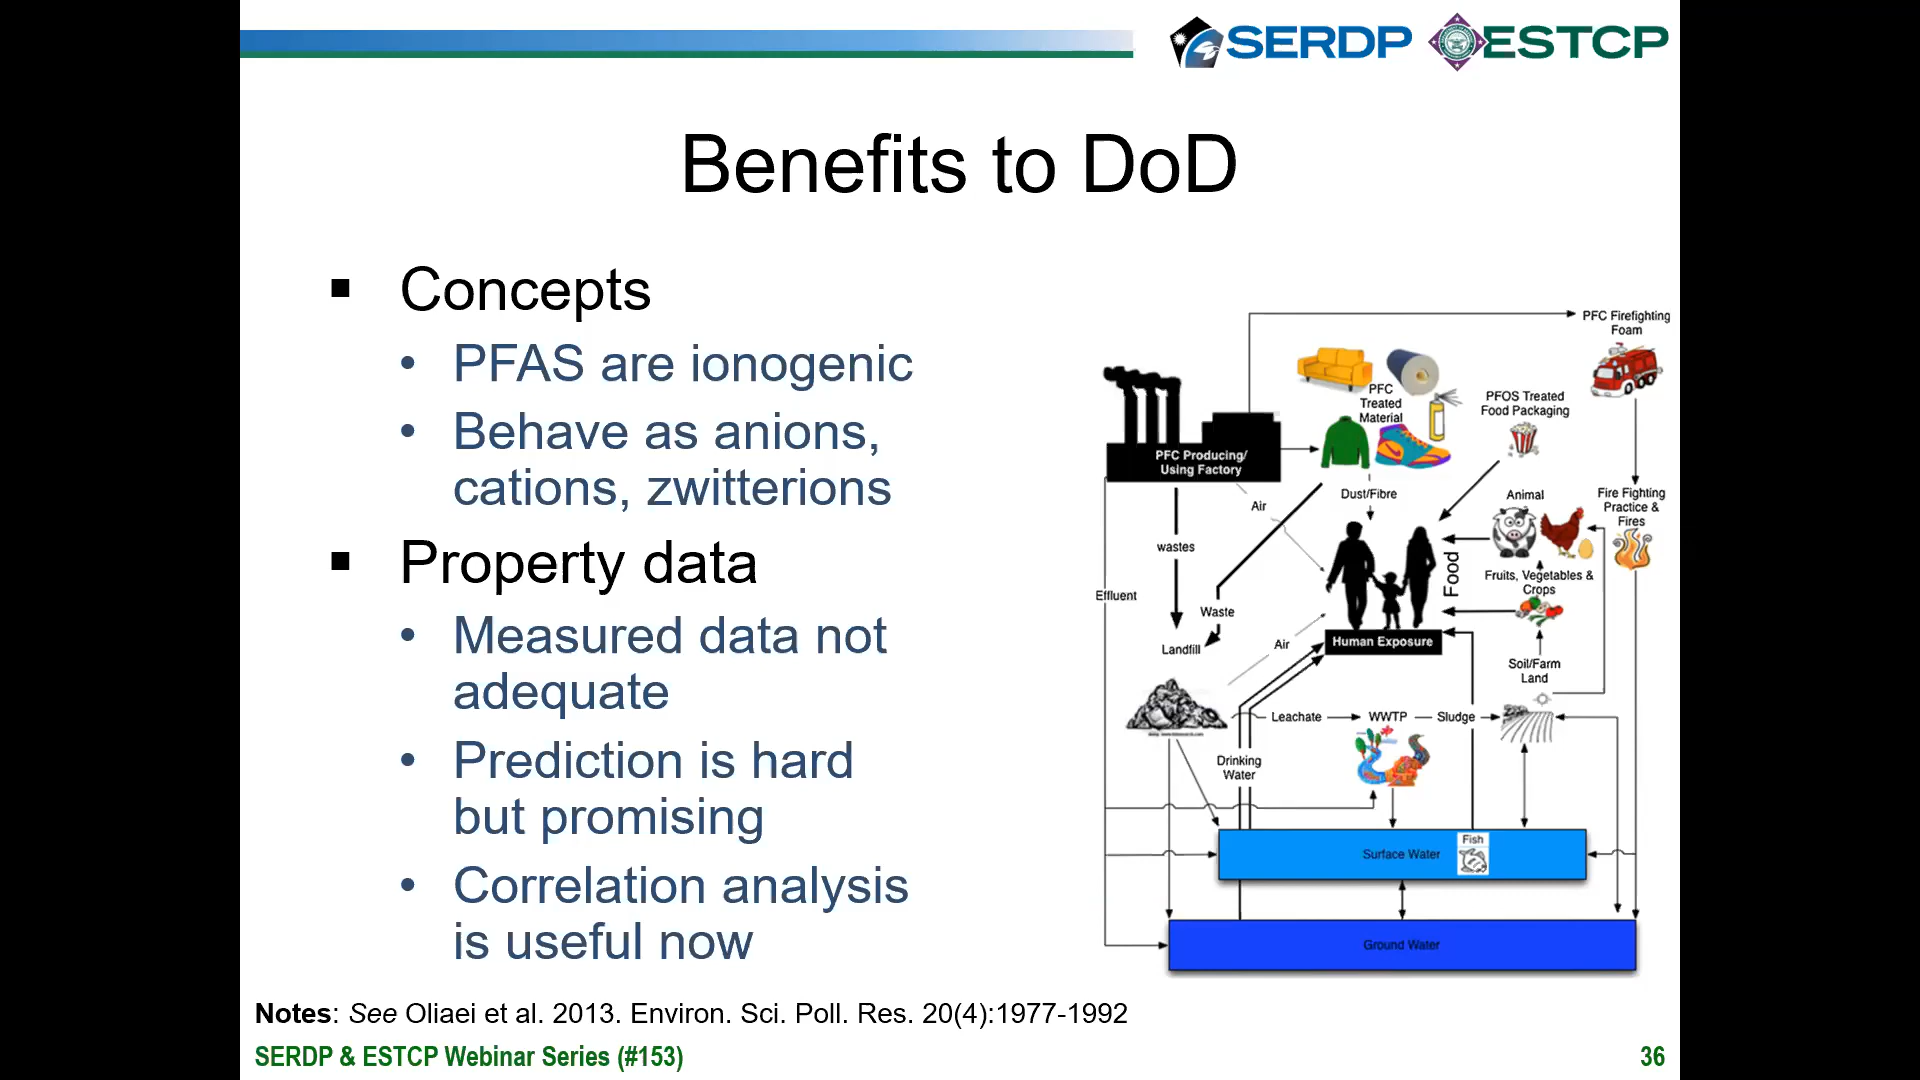 SERDP ESTCP
Benefits to DoD
▪ Concepts
• PFAS are ionogenic
• Behave as anions,
cations, zwitterions
▪ Property data
• Measured data not
adequate
• Prediction is hard
but promising
• Correlation analysis
is useful now
PFC Firefighting
Foam
PFC
Treated
Material
PFOS Treated
Food Packaging
PFC Producing/
Using Factory
Dust/Fibre
Air
Animal
Fire Fighting
Practice &
Fires
wastes
Food
Fruits, Vegetables &
Crops
Effluent
Waste
Landfill
Air
Human Exposure
Soil/Farm
Land
Leachate
WWTP
Sludge
Drinking
Water
Surface Water
Fish
Ground Water
Notes: See Oliaei et al. 2013. Environ. Sci. Poll. Res. 20(4):1977-1992
SERDP & ESTCP Webinar Series (#153)
36